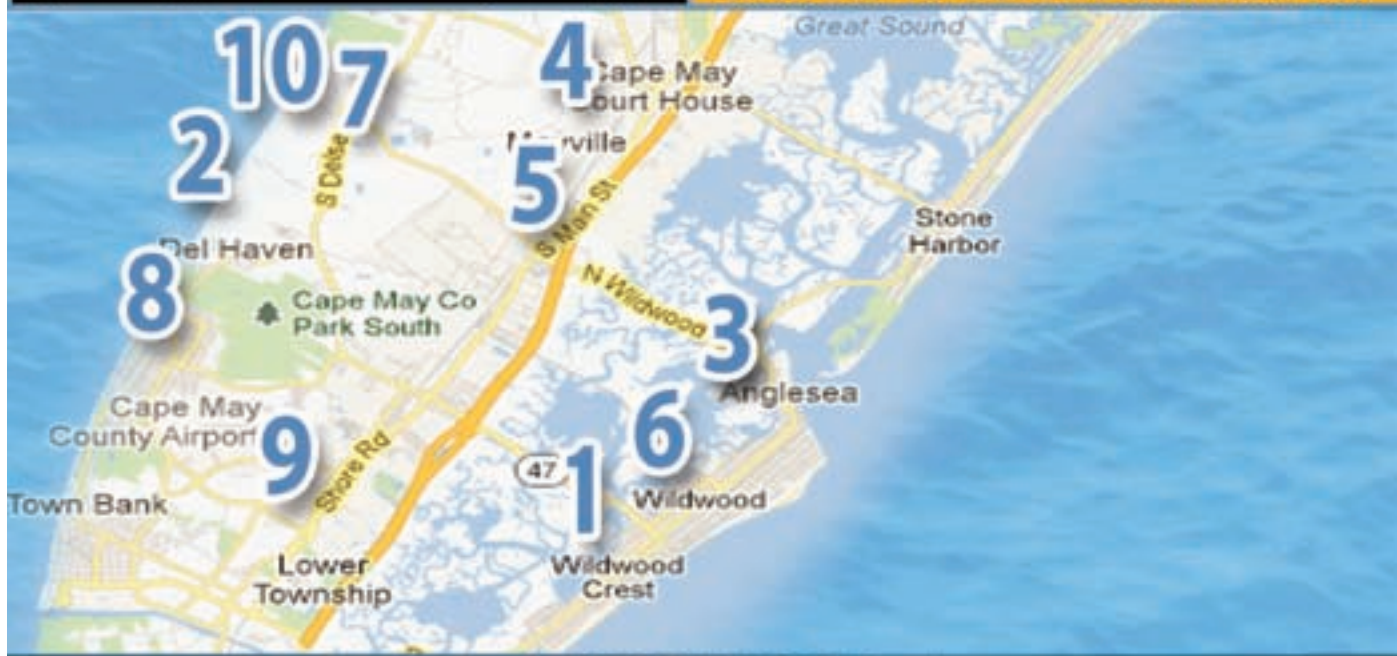 Great Sound
10
7
4
Cape May
Court House
2
Mayville
5
S Delse
S Main St
Stone
Harbor
Del Haven
8
Cape May Co
Park South
N Wildwood
3
Anglesea
Cape May
County Airport
9
6
Shore Rd
47
1
Wildwood
Town Bank
Lower
Township
Wildwood
Crest